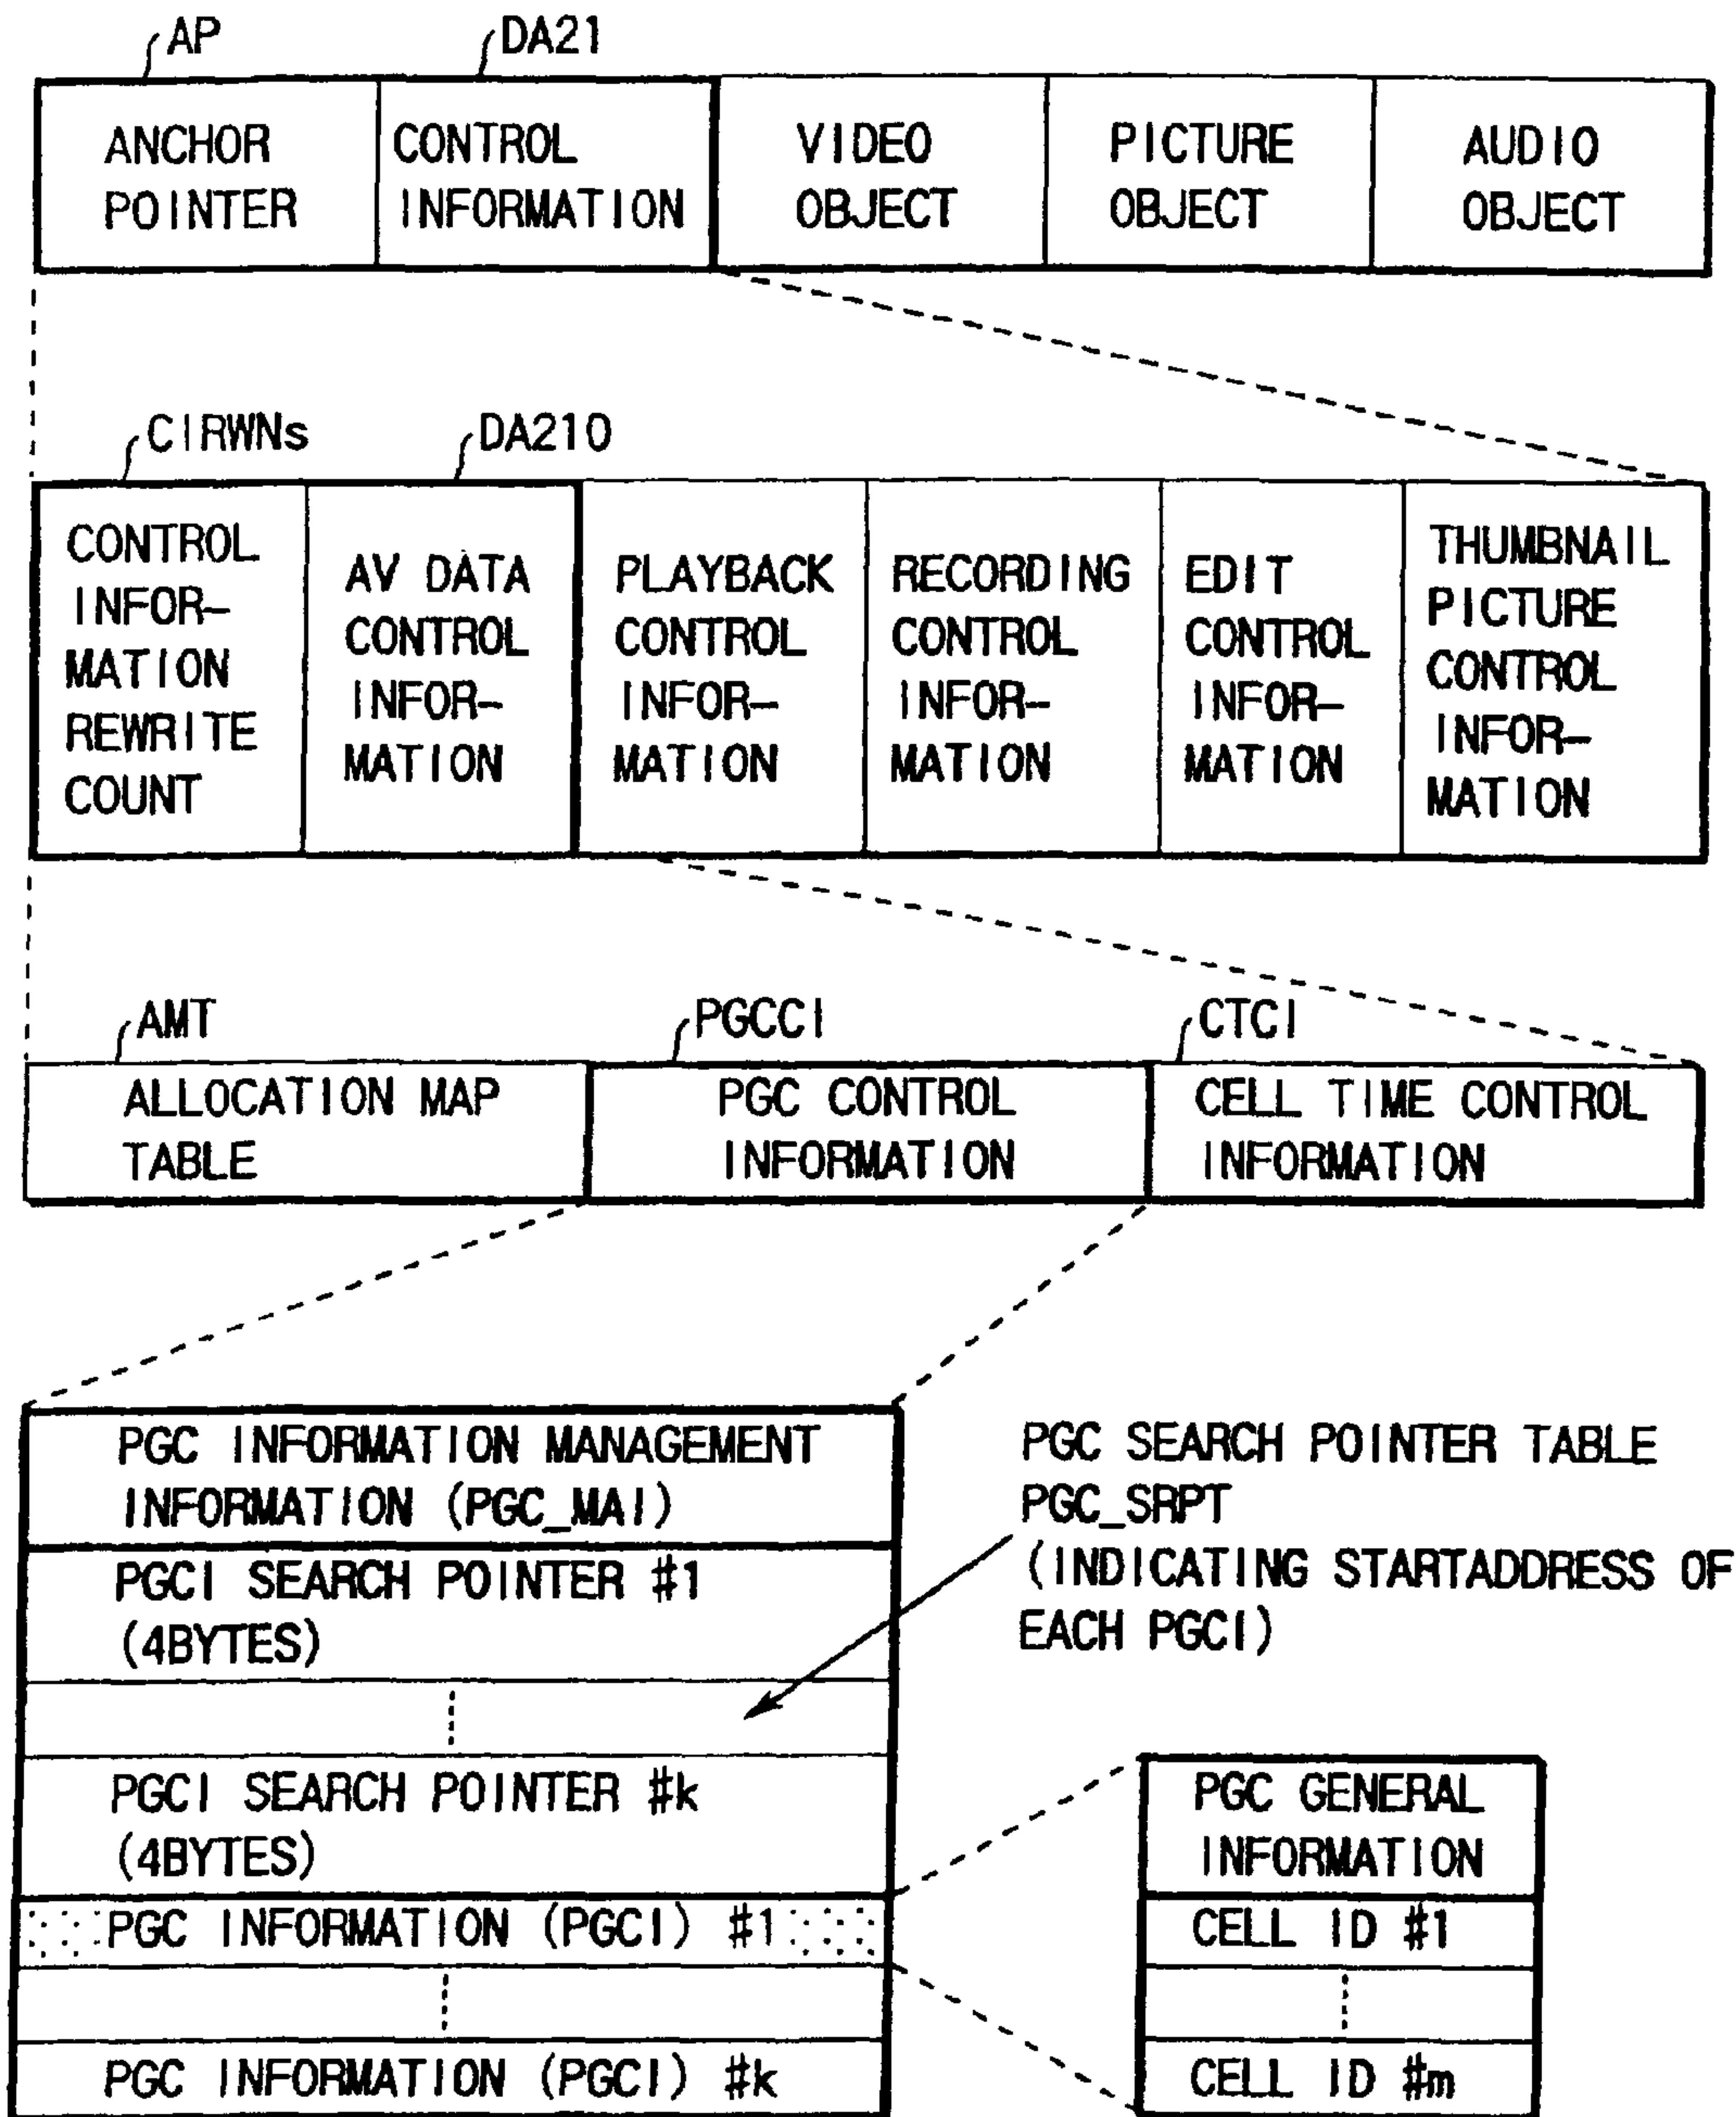 AP
DA21
ANCHOR
POINTER
CONTROL
INFORMATION
VIDEO
OBJECT
PICTURE
OBJECT
AUDIO
OBJECT
CIRWNs
DA210
CONTROL
INFOR-
MATION
REWRITE
COUNT
AV DATA
CONTROL
INFOR-
MATION
PLAYBACK
CONTROL
INFOR-
MATION
RECORDING
CONTROL
INFOR-
MATION
EDIT
CONTROL
INFOR-
MATION
THUMBNAIL
PICTURE
CONTROL
INFOR-
MATION
AMT
PGCCI
CTCI
ALLOCATION MAP
TABLE
PGC CONTROL
INFORMATION
CELL TIME CONTROL
INFORMATION
PGC INFORMATION MANAGEMENT
INFORMATION (PGC_MAI)
PGCI SEARCH POINTER #1
(4BYTES)
PGCI SEARCH POINTER #k
(4BYTES)
PGC INFORMATION (PGCI) #1
PGC INFORMATION (PGCI) #k
PGC SEARCH POINTER TABLE
PGC_SRPT
(INDICATING STARTADDRESS OF
EACH PGCI)
PGC GENERAL
INFORMATION
CELL ID #1
CELL ID #m